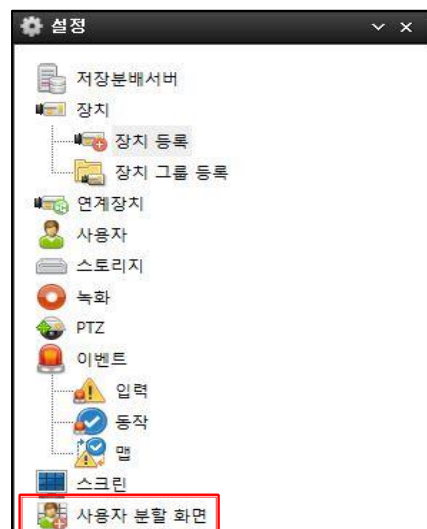 설정
저장분배서버
장치
장치 등록
장치 그룹 등록
연계장치
사용자
스토리지
녹화
PTZ
이벤트
입력
동작
맵
스크린
사용자 분할 화면